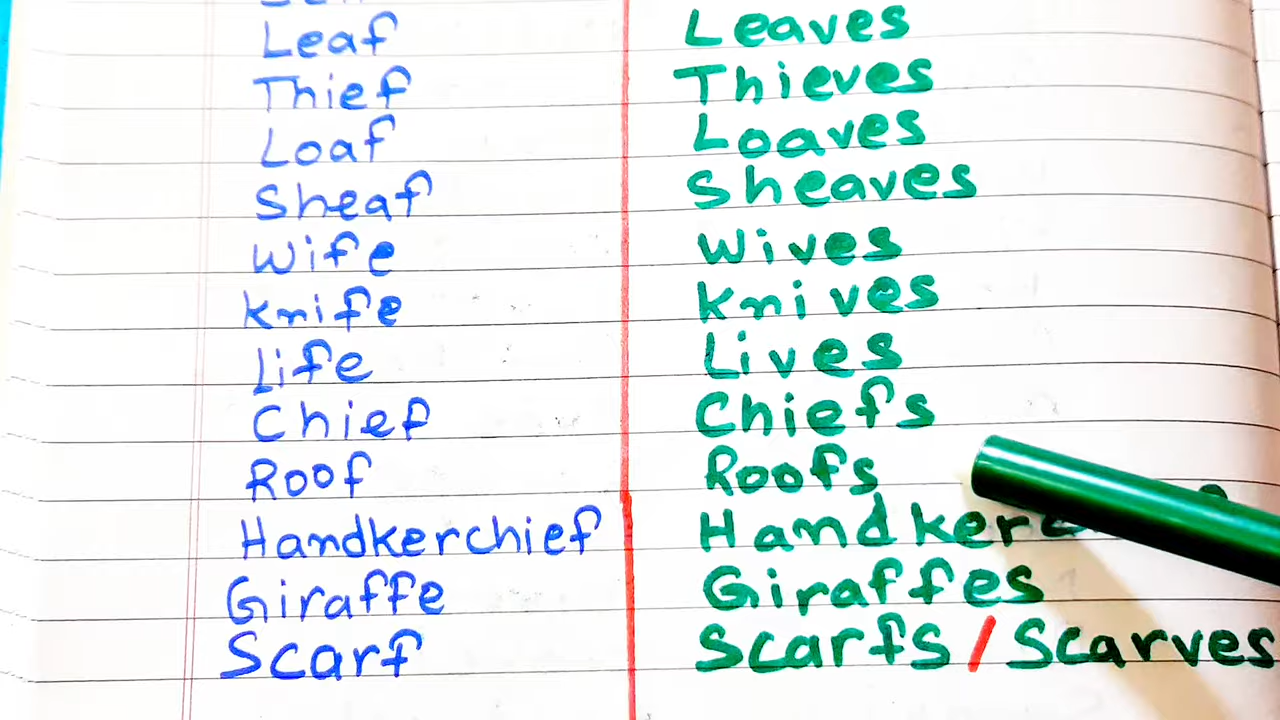 Leaf Leaves
Thief Thieves
Loaf Loaves
Sheaf Sheaves
Wife Wives
Knife Knives
Life Lives
Chief Chiefs
Roof Roofs
Handkerchief
Giraffe Giraffes
Scarf Scarfs / Scarves